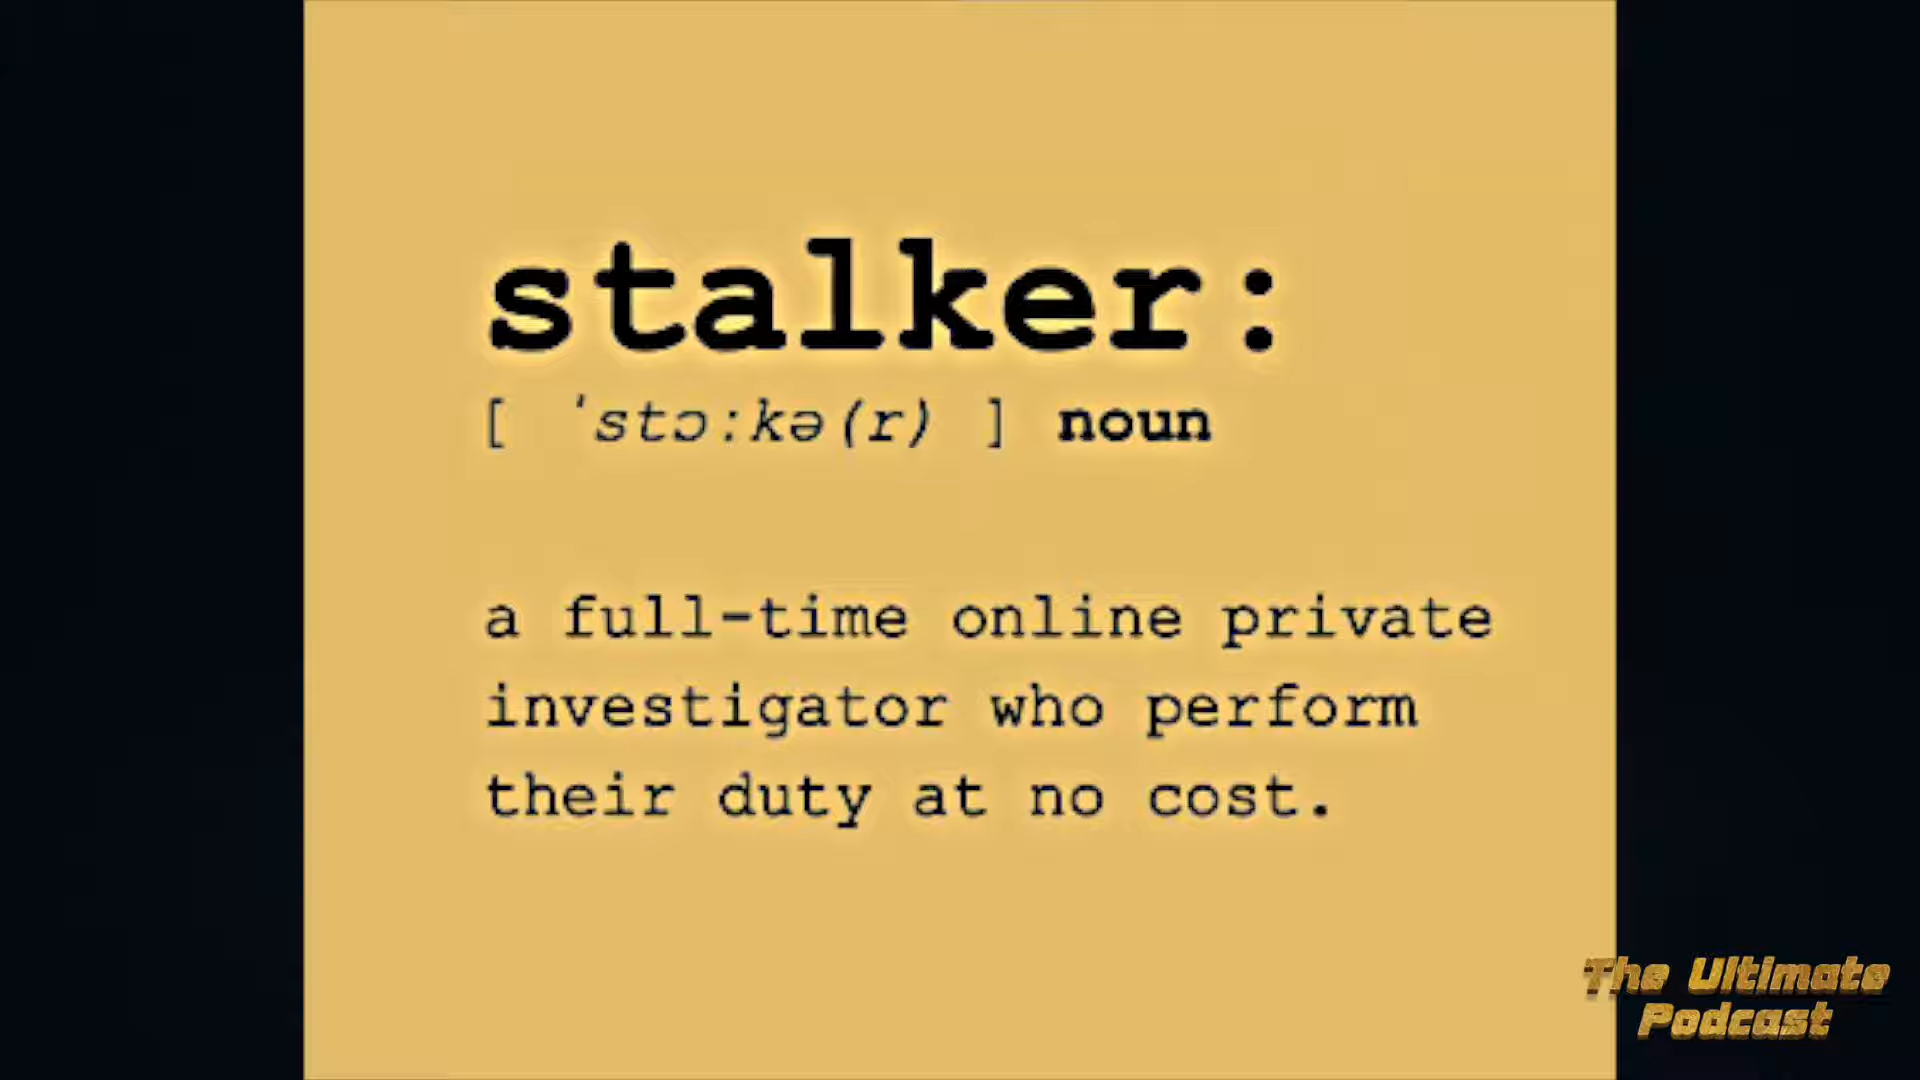 stalker:
[ ˈstɔːkə(r) ] noun
a full-time online private
investigator who perform
their duty at no cost.
The Ultimate
Podcast